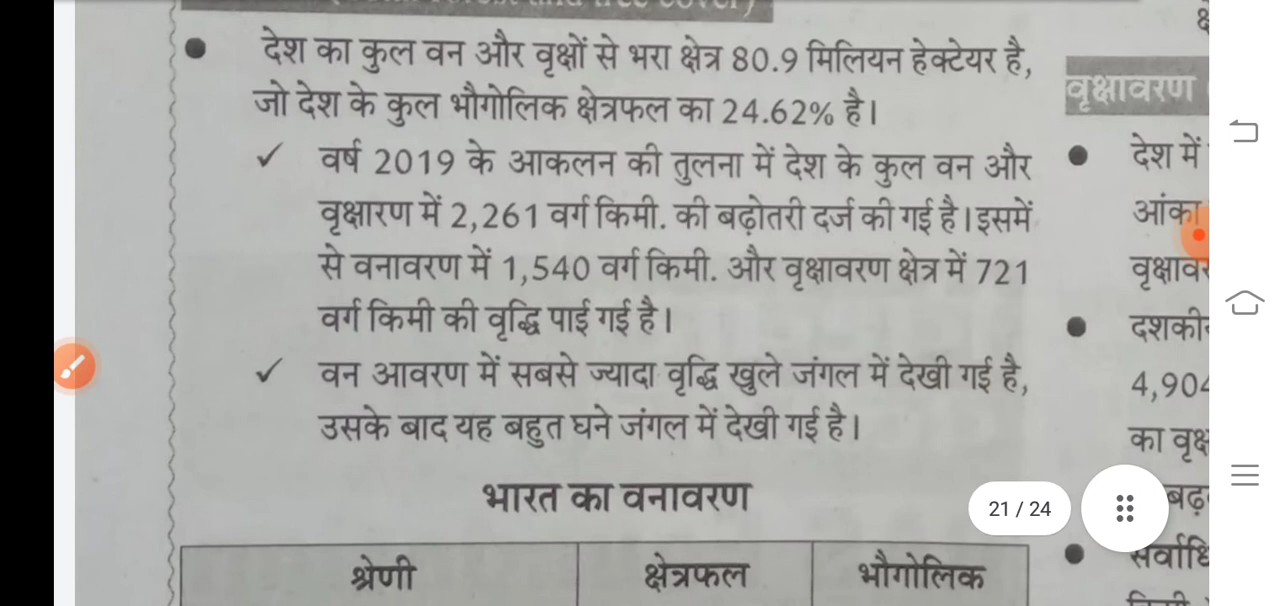 देश का कुल वन और वृक्षों से भरा क्षेत्र 80.9 मिलियन हेक्टेयर है,
जो देश के कुल भौगोलिक क्षेत्रफल का 24.62% है।
✓ वर्ष 2019 के आकलन की तुलना में देश के कुल वन और
वृक्षारण में 2,261 वर्ग किमी. की बढ़ोतरी दर्ज की गई है। इसमें
से वनावरण में 1,540 वर्ग किमी. और वृक्षावरण क्षेत्र में 721
वर्ग किमी की वृद्धि पाई गई है।
✓ वन आवरण में सबसे ज्यादा वृद्धि खुले जंगल में देखी गई है,
उसके बाद यह बहुत घने जंगल में देखी गई है।
भारत का वनावरण
श्रेणी क्षेत्रफल भौगोलिक
वृक्षावरण
देश में
आंका
दशकी
4,904
का वृक्ष
21 / 24